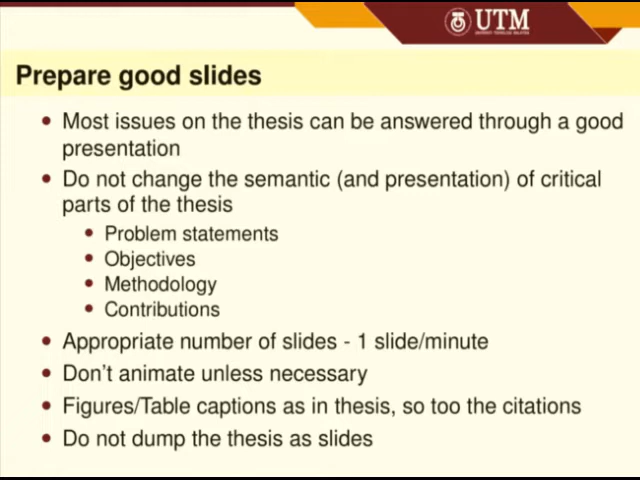 UTM
UNIVERSITI TEKNOLOGI MALAYSIA
Prepare good slides
Most issues on the thesis can be answered through a good
presentation
Do not change the semantic (and presentation) of critical
parts of the thesis
Problem statements
Objectives
Methodology
Contributions
Appropriate number of slides - 1 slide/minute
Don't animate unless necessary
Figures/Table captions as in thesis, so too the citations
Do not dump the thesis as slides